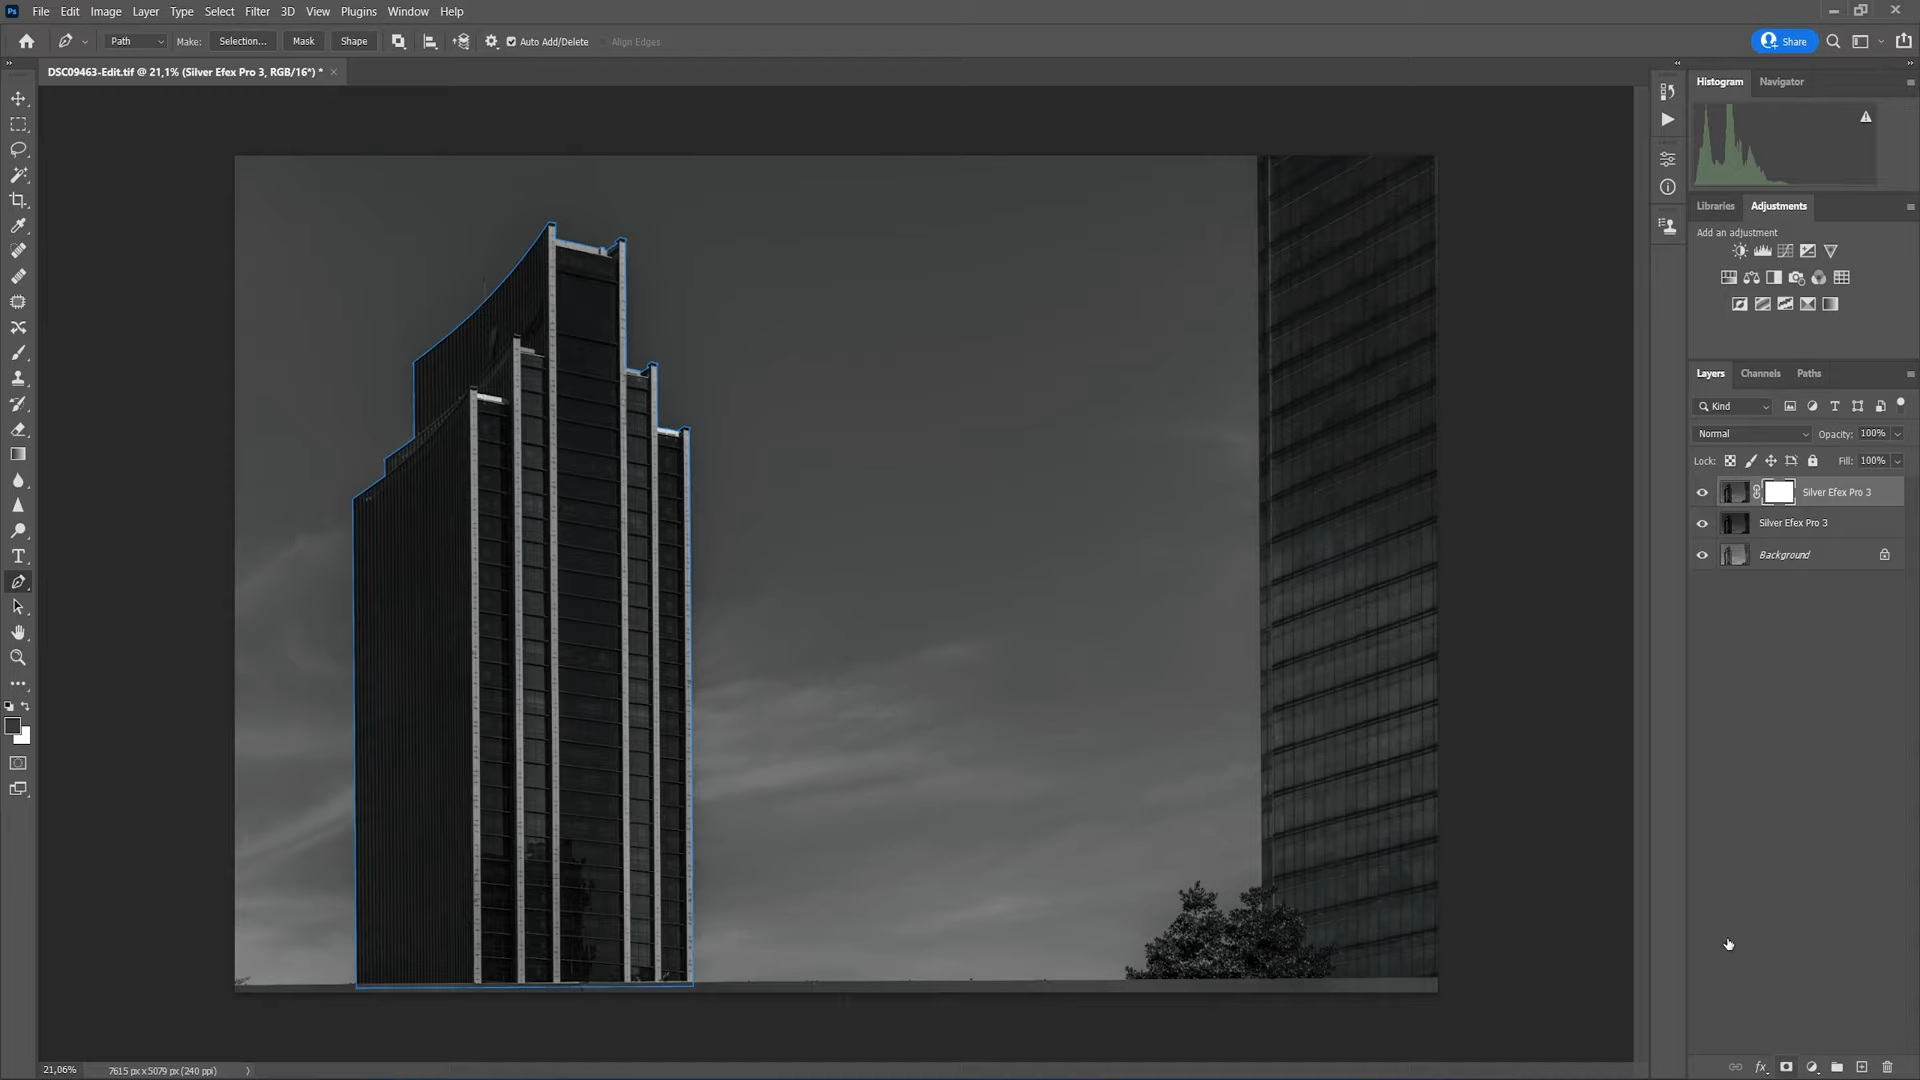 Ps File Edit Image Layer Type Select Filter 3D View Plugins Window Help
Path Make: Selection... Mask Shape Auto Add/Delete Align Edges Share
DSC09463-Edit.tif @ 21,1% (Silver Efex Pro 3, RGB/16*) *
Histogram Navigator
Libraries Adjustments
Add an adjustment
Layers Channels Paths
Kind
Normal Opacity: 100%
Lock: Fill: 100%
Silver Efex Pro 3
Silver Efex Pro 3
Background
21,06% 7615 px x 5079 px (240 ppi)